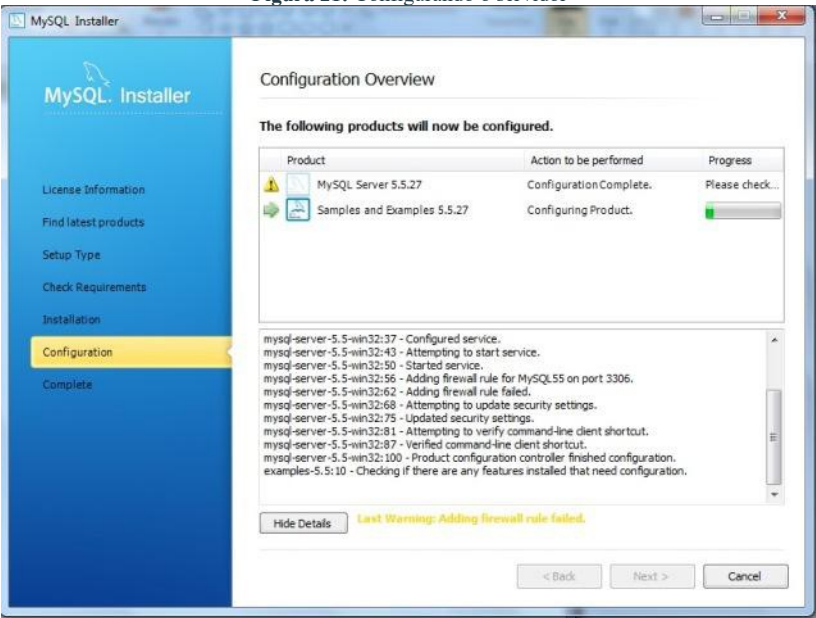 MySQL Installer
MySQL. Installer
License Information
Find latest products
Setup Type
Check Requirements
Installation
Configuration
Complete
Configuration Overview
The following products will now be configured.
Product Action to be performed Progress
MySQL Server 5.5.27 Configuration Complete. Please check...
Samples and Examples 5.5.27 Configuring Product.
mysql-server-5.5-win32:37 - Configured service.
mysql-server-5.5-win32:43 - Attempting to start service.
mysql-server-5.5-win32:50 - Started service.
mysql-server-5.5-win32:56 - Adding firewall rule for MySQL55 on port 3306.
mysql-server-5.5-win32:62 - Adding firewall rule failed.
mysql-server-5.5-win32:68 - Attempting to update security settings.
mysql-server-5.5-win32:75 - Updated security settings.
mysql-server-5.5-win32:81 - Attempting to verify command-line client shortcut.
mysql-server-5.5-win32:87 - Verified command-line client shortcut.
mysql-server-5.5-win32:100 - Product configuration controller finished configuration.
examples-5.5:10 - Checking if there are any features installed that need configuration.
Hide Details
Last Warning: Adding firewall rule failed.
< Back
Next >
Cancel